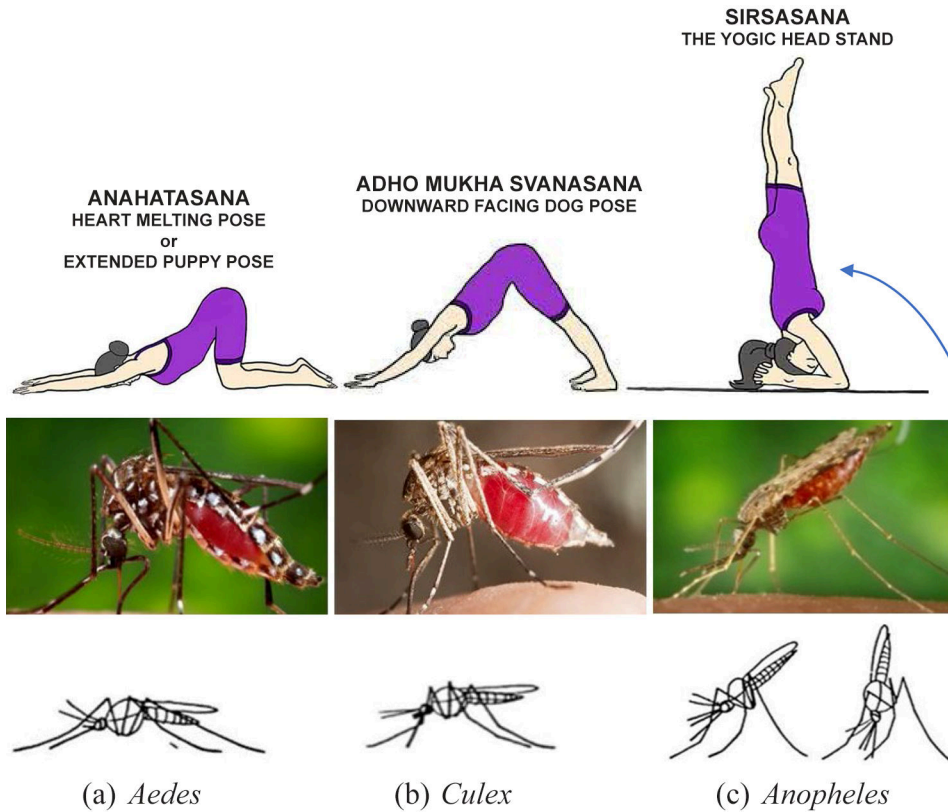 SIRSASANA
THE YOGIC HEAD STAND
ADHO MUKHA SVANASANA
DOWNWARD FACING DOG POSE
ANAHATASANA
HEART MELTING POSE
or
EXTENDED PUPPY POSE
(a) Aedes
(b) Culex
(c) Anopheles